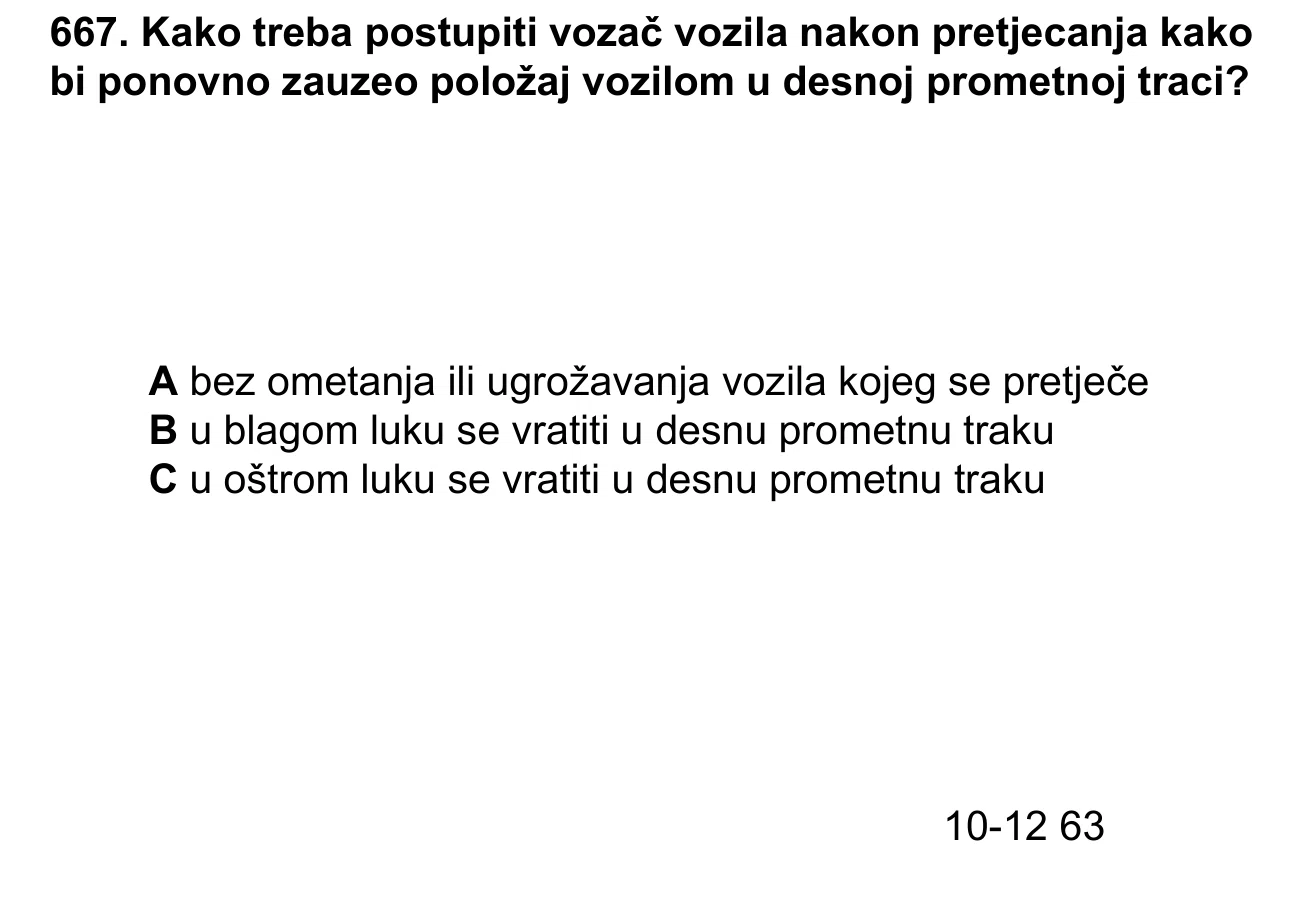 667. Kako treba postupiti vozač vozila nakon pretjecanja kako
bi ponovno zauzeo položaj vozilom u desnoj prometnoj traci?
A bez ometanja ili ugrožavanja vozila kojeg se pretječe
B u blagom luku se vratiti u desnu prometnu traku
C u oštrom luku se vratiti u desnu prometnu traku
10-12 63